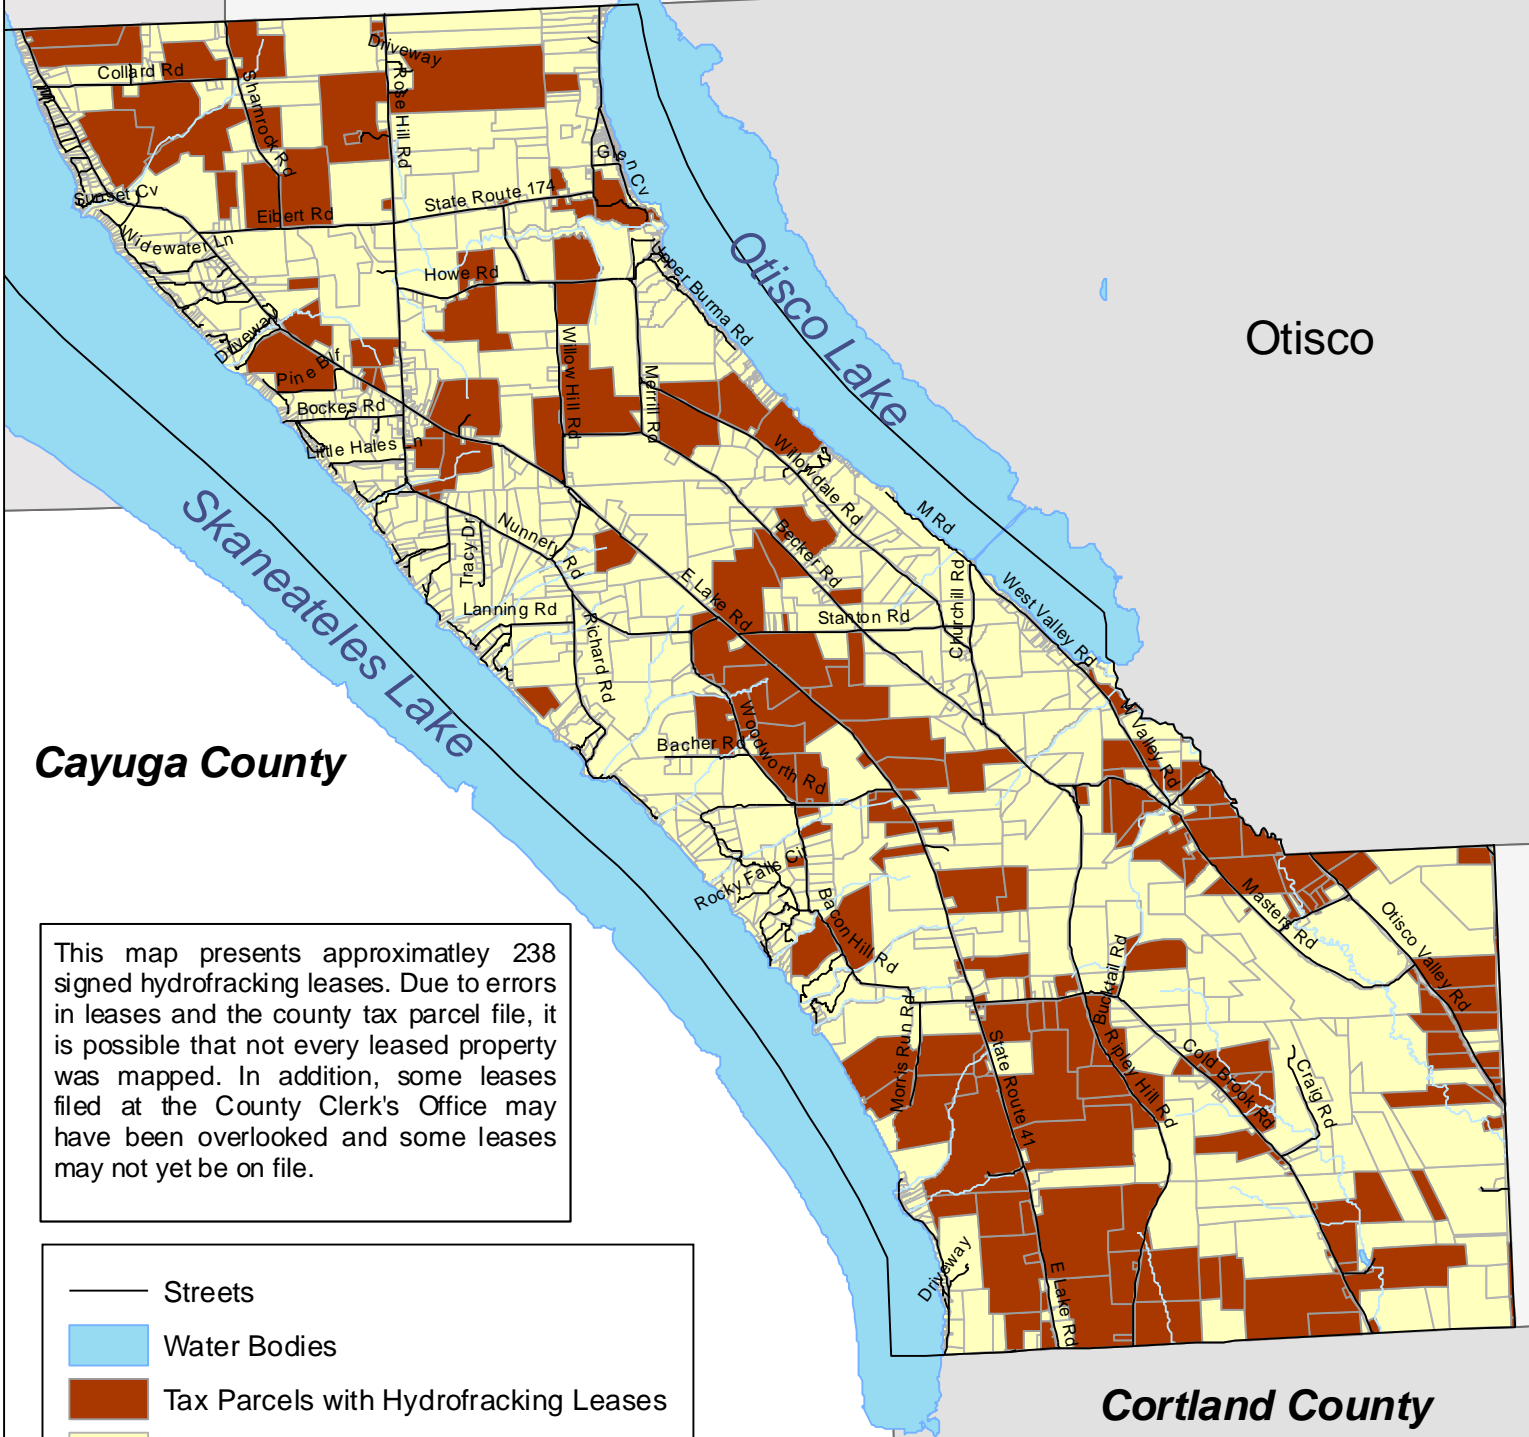 Driveway
Collard Rd
Shamrock Rd
Rose Hill Rd
Glen Cv
Sunset Cv
State Route 174
Eibert Rd
Widewater Ln
Howe Rd
Upper Burma Rd
Otisco Lake
Otisco
Driveway
Pine Blf
Willow Hill Rd
Merrill Rd
Bockes Rd
Little Hales Ln
Willowdale Rd
Skaneateles Lake
Nunnery Rd
Tracy Dr
Becker Rd
M Rd
E Lake Rd
West Valley Rd
Churchill Rd
Lanning Rd
Stanton Rd
Richard Rd
Cayuga County
Bacher Rd
Woodworth Rd
W Valley Rd
Rocky Falls Cir
Bacon Hill Rd
Masters Rd
Otisco Valley Rd
Bucktail Rd
Morris Run Rd
State Route 41
Ripley Hill Rd
Cold Brook Rd
Craig Rd
This map presents approximatley 238
signed hydrofracking leases. Due to errors
in leases and the county tax parcel file, it
is possible that not every leased property
was mapped. In addition, some leases
filed at the County Clerk's Office may
have been overlooked and some leases
may not yet be on file.
Driveway
E Lake Rd
Streets
Water Bodies
Tax Parcels with Hydrofracking Leases
Cortland County